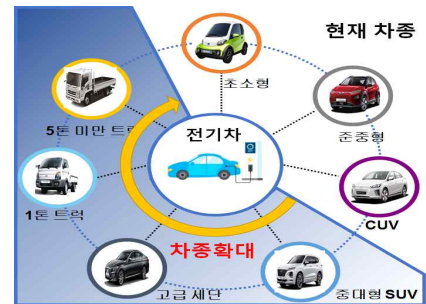 현재 차종
초소형
5톤 미만 트럭
전기차
준중형
1톤 트럭
CUV
차종확대
고급 세단
중대형 SUV